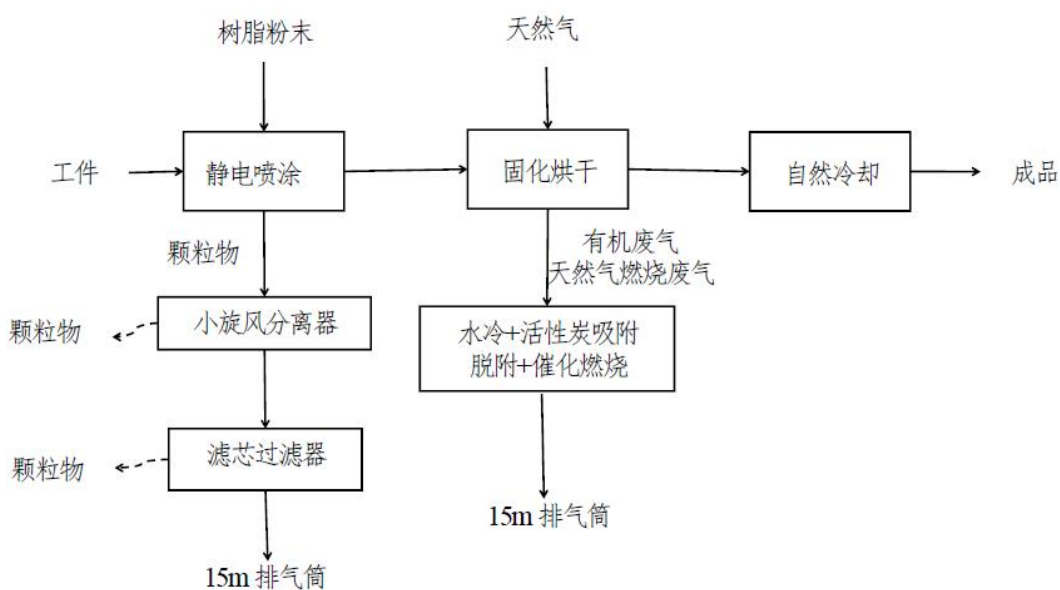 树脂粉末
天然气
工件
静电喷涂
固化烘干
自然冷却
成品
颗粒物
有机废气
天然气燃烧废气
颗粒物
小旋风分离器
水冷+活性炭吸附
脱附+催化燃烧
颗粒物
滤芯过滤器
15m 排气筒
15m 排气筒